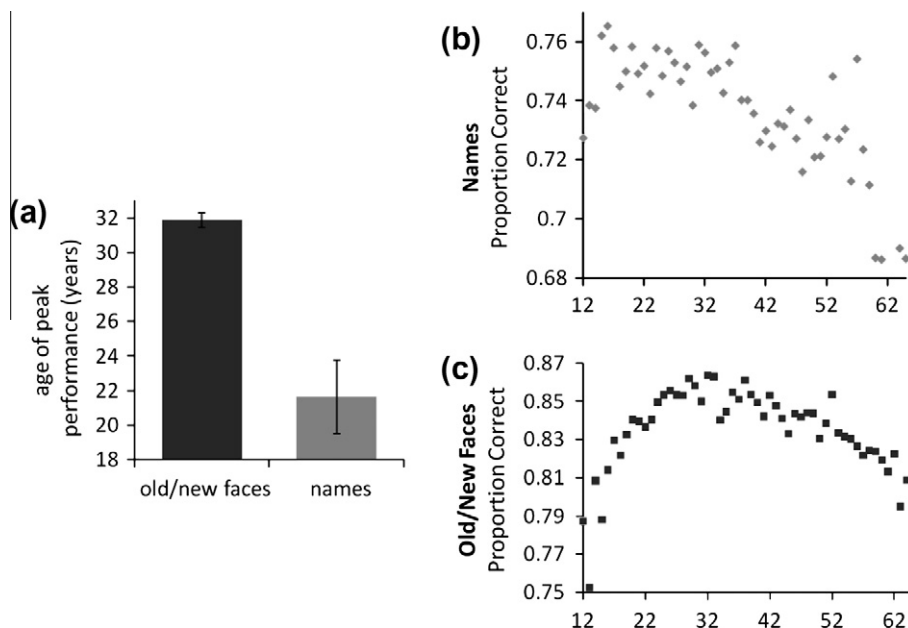 (a)
age of peak
performance (years)
32
30
28
26
24
22
20
18
old/new faces
names
(b)
Names
Proportion Correct
0.76
0.74
0.72
0.7
0.68
12 22 32 42 52 62
(c)
Old/New Faces
Proportion Correct
0.87
0.85
0.83
0.81
0.79
0.77
0.75
12 22 32 42 52 62